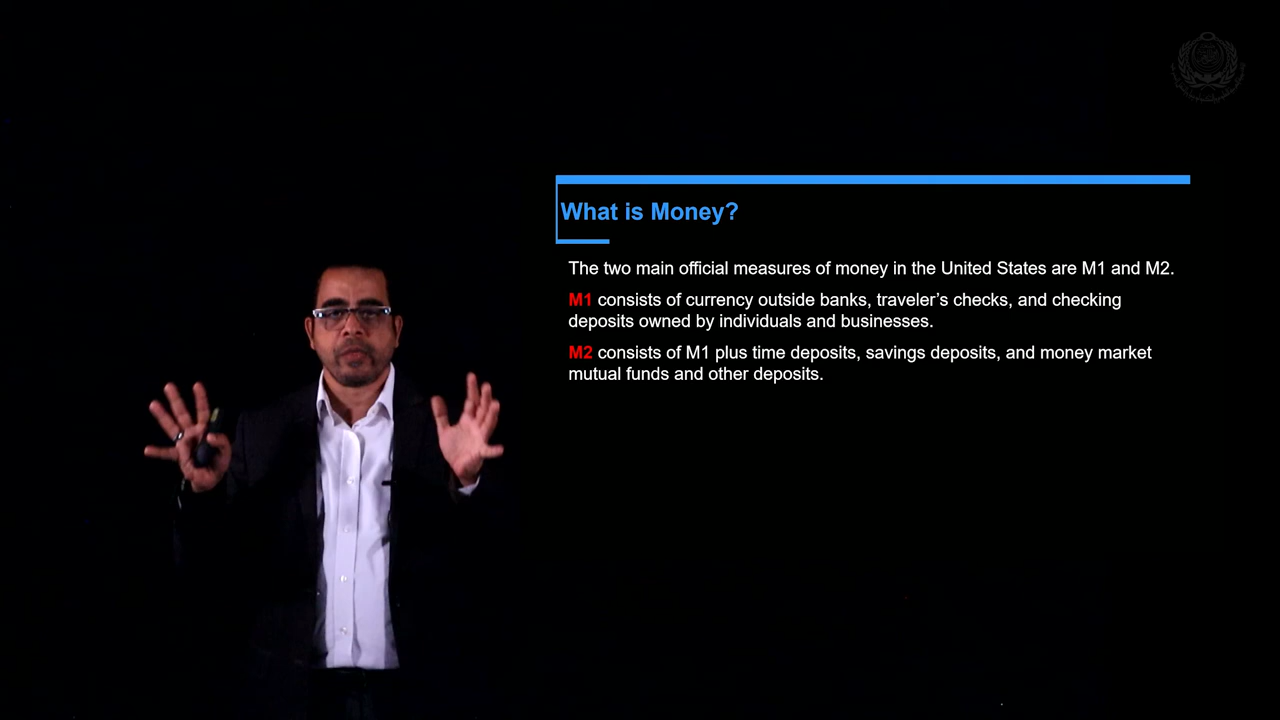 What is Money?
The two main official measures of money in the United States are M1 and M2.
M1 consists of currency outside banks, traveler’s checks, and checking
deposits owned by individuals and businesses.
M2 consists of M1 plus time deposits, savings deposits, and money market
mutual funds and other deposits.